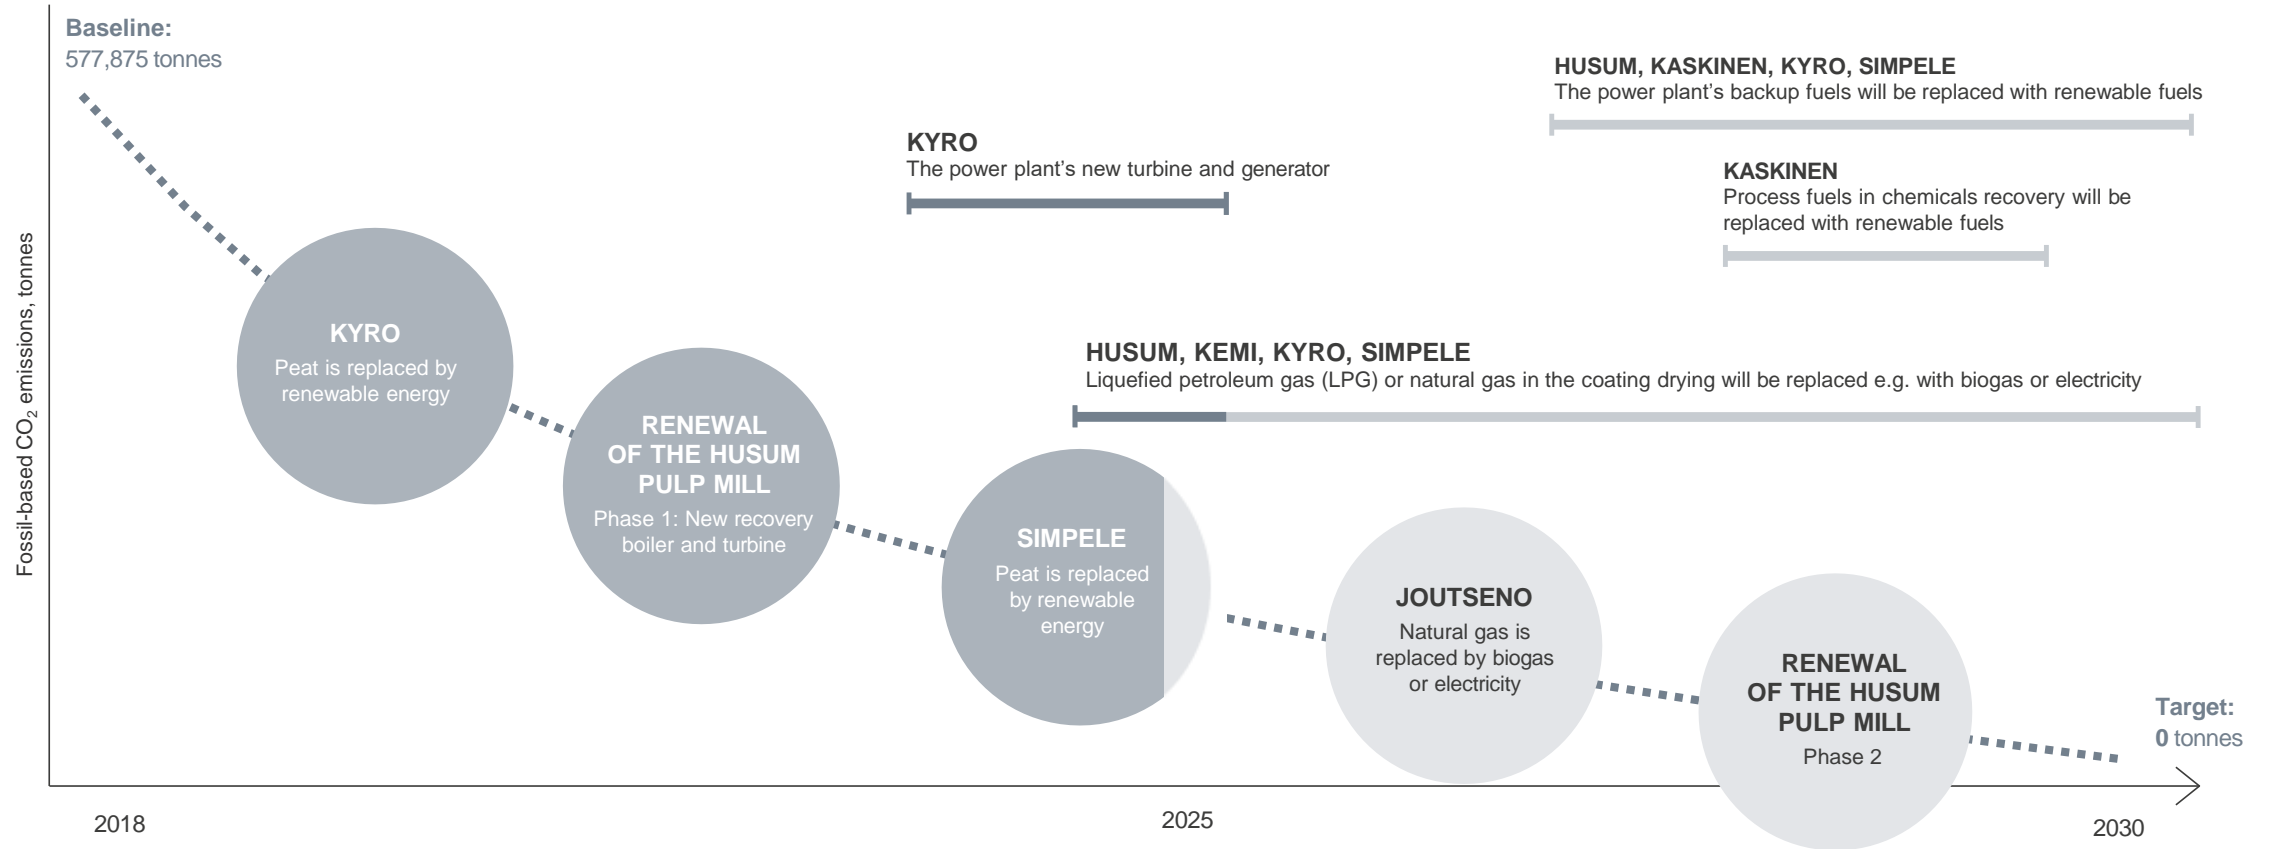 Baseline:
577,875 tonnes
HUSUM, KASKINEN, KYRO, SIMPELE
The power plant's backup fuels will be replaced with renewable fuels
KYRO
The power plant's new turbine and generator
KASKINEN
Process fuels in chemicals recovery will be
replaced with renewable fuels
HUSUM, KEMI, KYRO, SIMPELE
Liquefied petroleum gas (LPG) or natural gas in the coating drying will be replaced e.g. with biogas or electricity
Fossil-based CO₂ emissions, tonnes
KYRO
Peat is replaced by
renewable energy
RENEWAL
OF THE HUSUM
PULP MILL
Phase 1: New recovery
boiler and turbine
SIMPELE
Peat is replaced
by renewable
energy
JOUTSENO
Natural gas is
replaced by biogas
or electricity
RENEWAL
OF THE HUSUM
PULP MILL
Phase 2
Target:
0 tonnes
2018
2025
2030